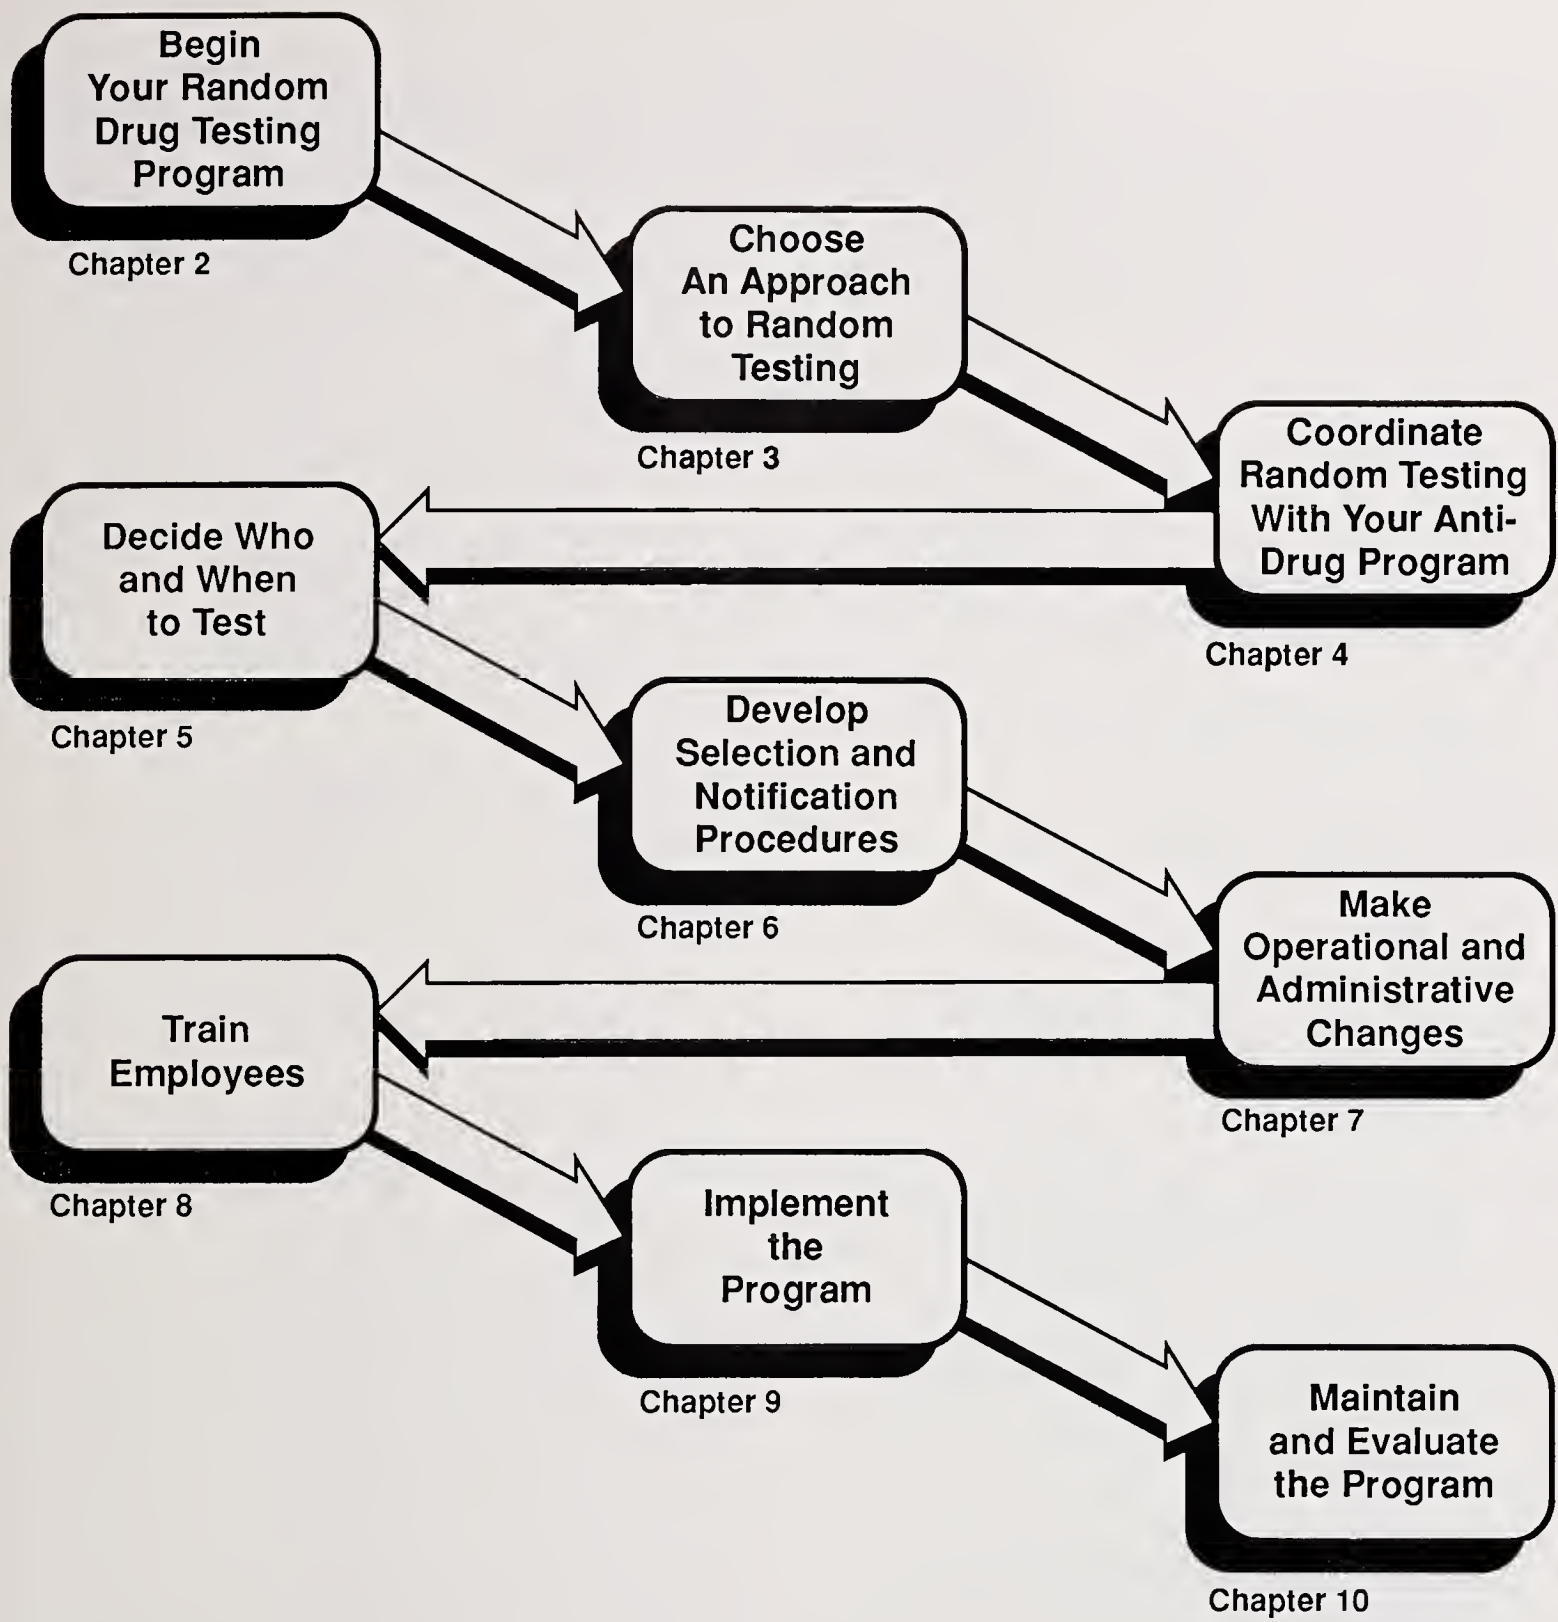 Begin
Your Random
Drug Testing
Program
Chapter 2
Choose
An Approach
to Random
Testing
Chapter 3
Coordinate
Random Testing
With Your Anti-
Drug Program
Chapter 4
Decide Who
and When
to Test
Chapter 5
Develop
Selection and
Notification
Procedures
Chapter 6
Make
Operational and
Administrative
Changes
Chapter 7
Train
Employees
Chapter 8
Implement
the
Program
Chapter 9
Maintain
and Evaluate
the Program
Chapter 10